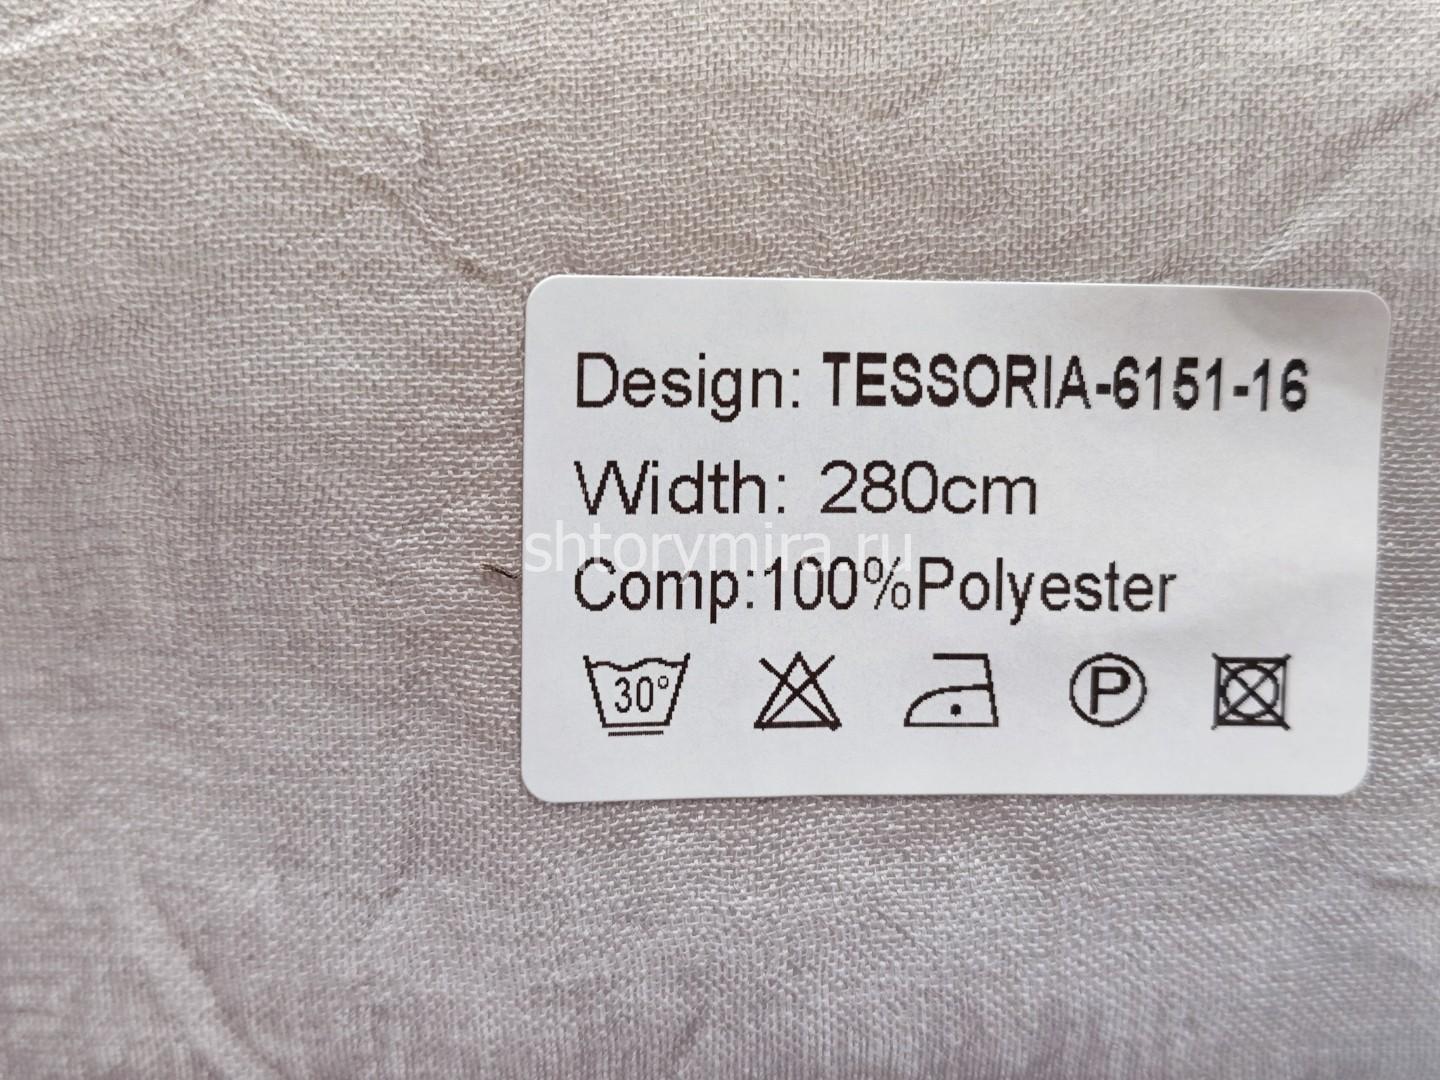 Design: TESSORIA-6151-16
Width: 280cm
shtorymira.ru
Comp:100%Polyester
30°
P